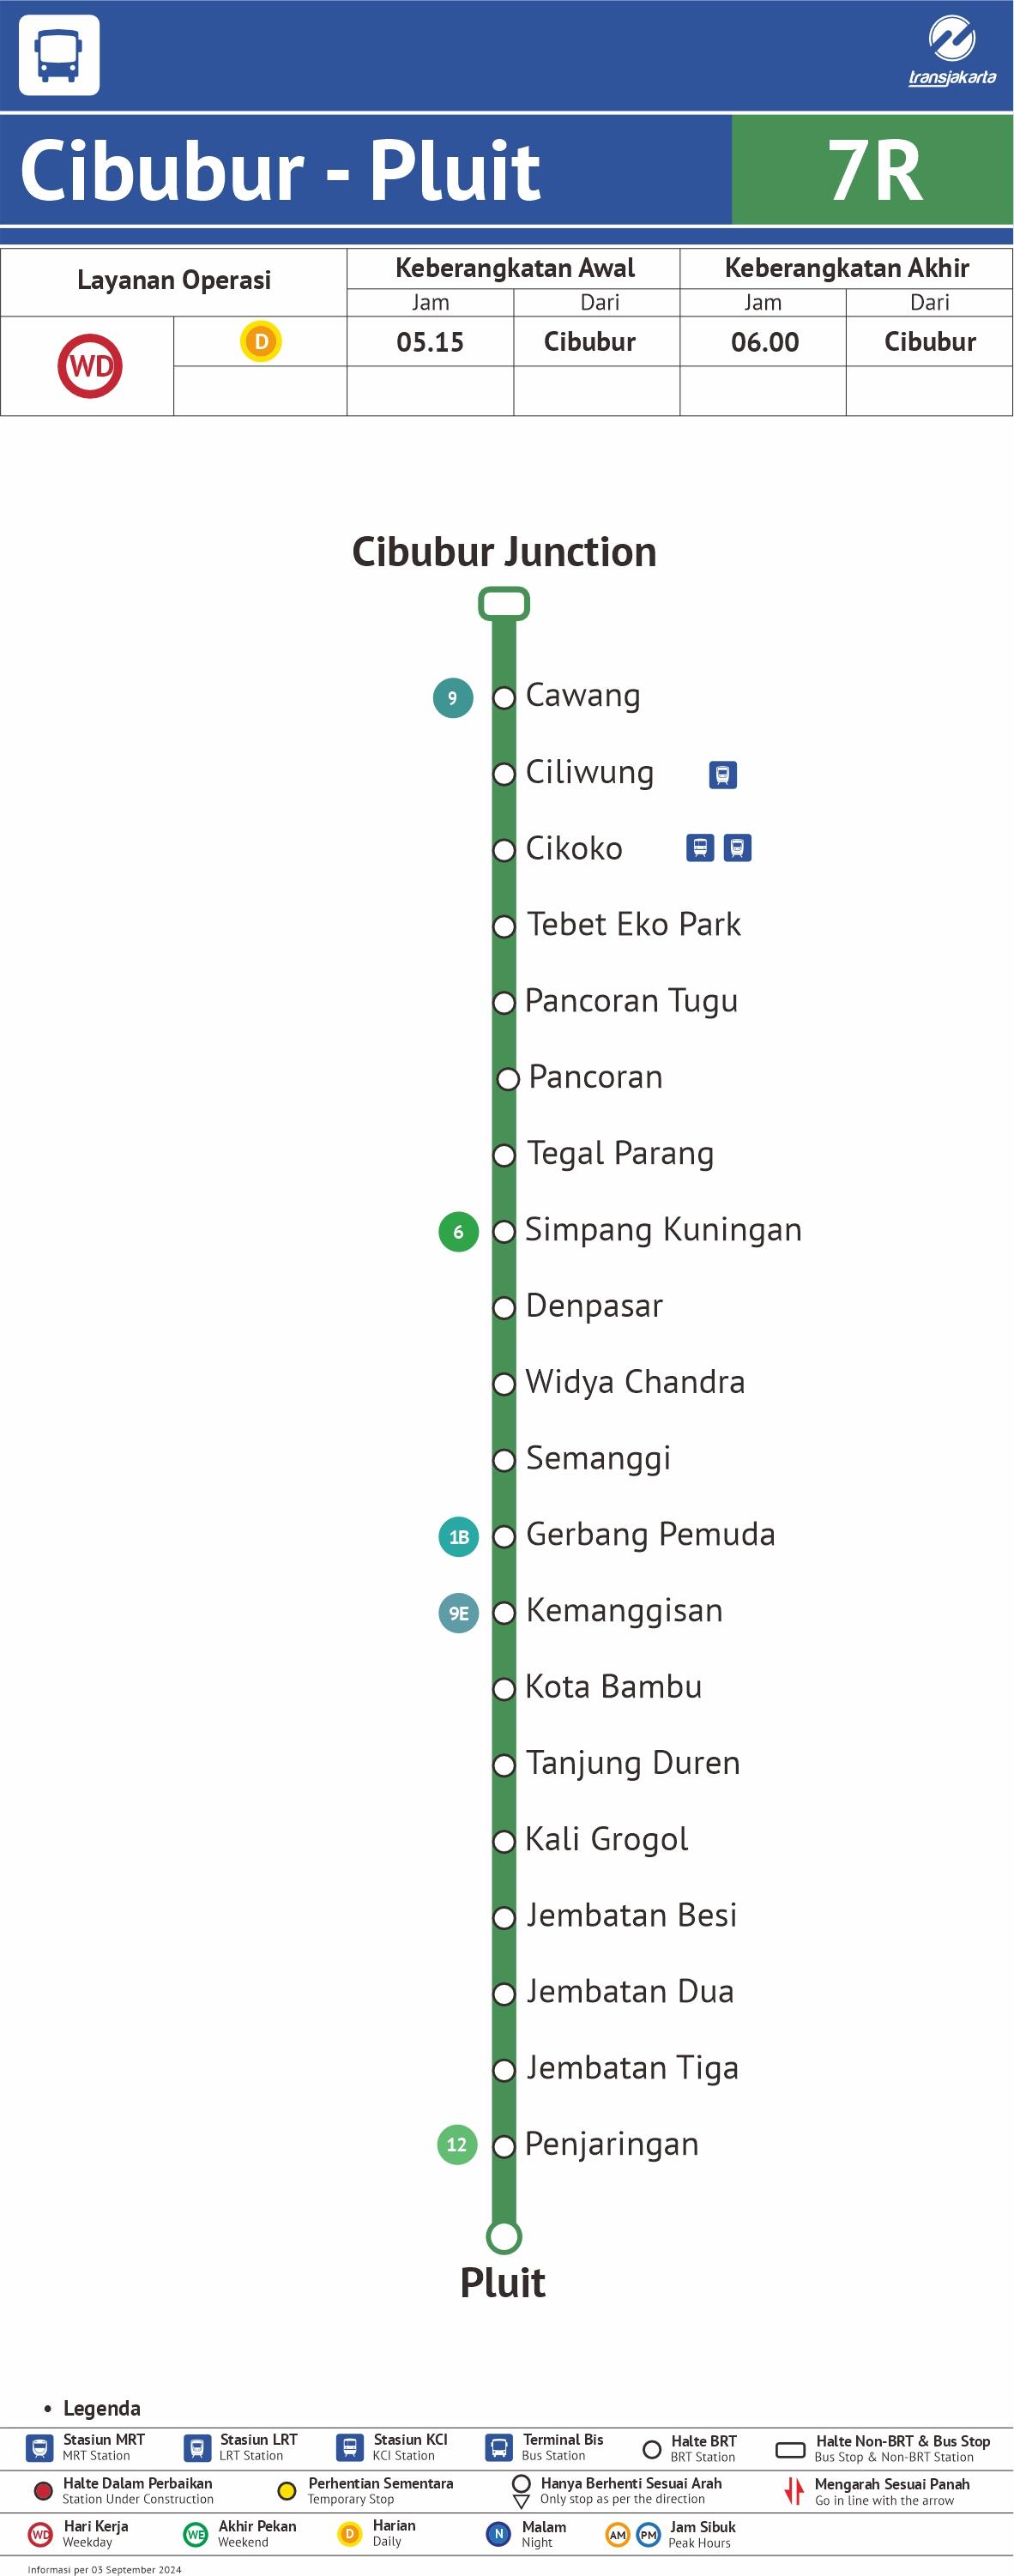 transjakarta
Cibubur - Pluit
7R
Layanan Operasi
Keberangkatan Awal
Keberangkatan Akhir
Jam
Dari
Jam
Dari
WD
D
05.15
Cibubur
06.00
Cibubur
Cibubur Junction
9
Cawang
Ciliwung
Cikoko
Tebet Eko Park
Pancoran Tugu
Pancoran
Tegal Parang
6
Simpang Kuningan
Denpasar
Widya Chandra
Semanggi
1B
Gerbang Pemuda
9E
Kemanggisan
Kota Bambu
Tanjung Duren
Kali Grogol
Jembatan Besi
Jembatan Dua
Jembatan Tiga
12
Penjaringan
Pluit
• Legenda
Stasiun MRT
MRT Station
Stasiun LRT
LRT Station
Stasiun KCI
KCI Station
Terminal Bis
Bus Station
Halte BRT
BRT Station
Halte Non-BRT & Bus Stop
Bus Stop & Non-BRT Station
Halte Dalam Perbaikan
Station Under Construction
Perhentian Sementara
Temporary Stop
Hanya Berhenti Sesuai Arah
Only stop as per the direction
Mengarah Sesuai Panah
Go in line with the arrow
WD
Hari Kerja
Weekday
WE
Akhir Pekan
Weekend
D
Harian
Daily
N
Malam
Night
AM
PM
Jam Sibuk
Peak Hours
Informasi per 03 September 2024